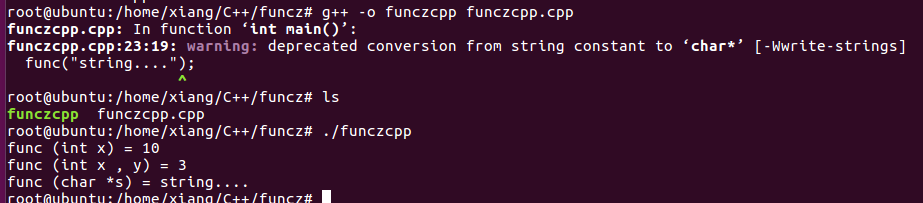 root@ubuntu:/home/xiang/C++/funcz# g++ -o funczcpp funczcpp.cpp
funczcpp.cpp: In function ‘int main()’:
funczcpp.cpp:23:19: warning: deprecated conversion from string constant to ‘char*’ [-Wwrite-strings]
  func("string....");
                   ^
root@ubuntu:/home/xiang/C++/funcz# ls
funczcpp  funczcpp.cpp
root@ubuntu:/home/xiang/C++/funcz# ./funczcpp
func (int x) = 10
func (int x , y) = 3
func (char *s) = string....
root@ubuntu:/home/xiang/C++/funcz#